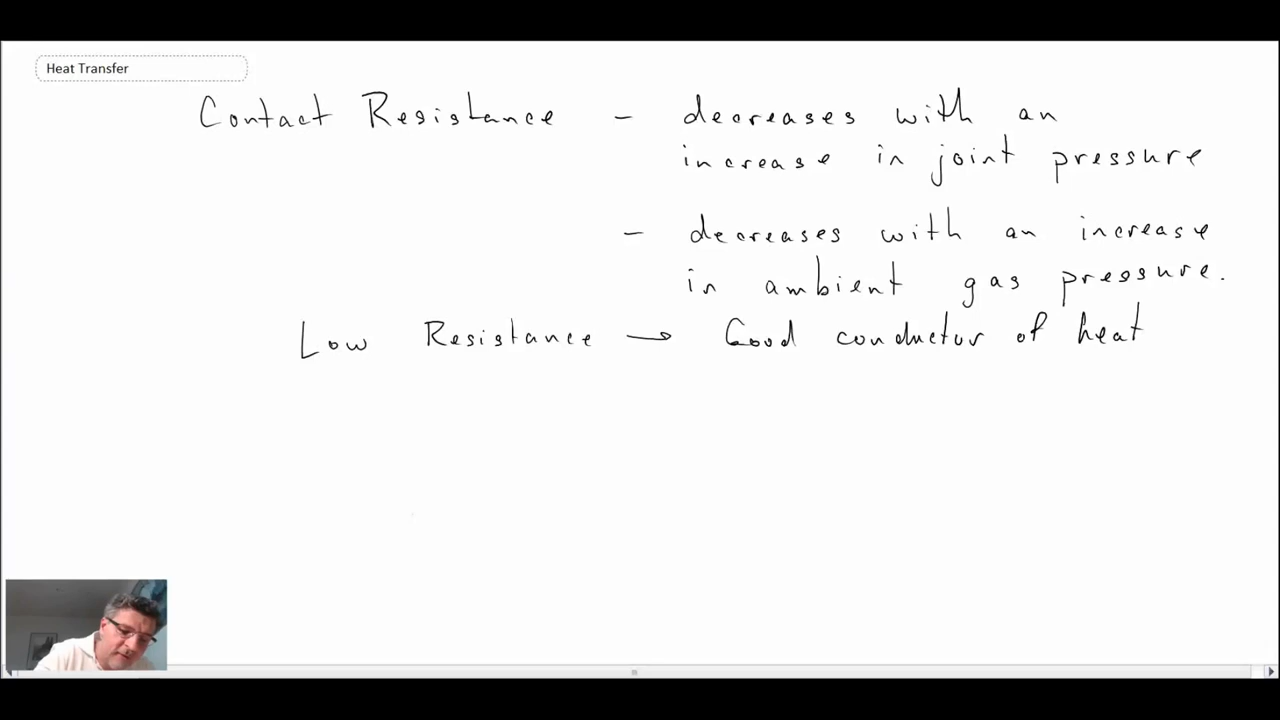 Heat Transfer
Contact Resistance - decreases with an
increase in joint pressure
- decreases with an increase
in ambient gas pressure.
Low Resistance → Good conductor of heat